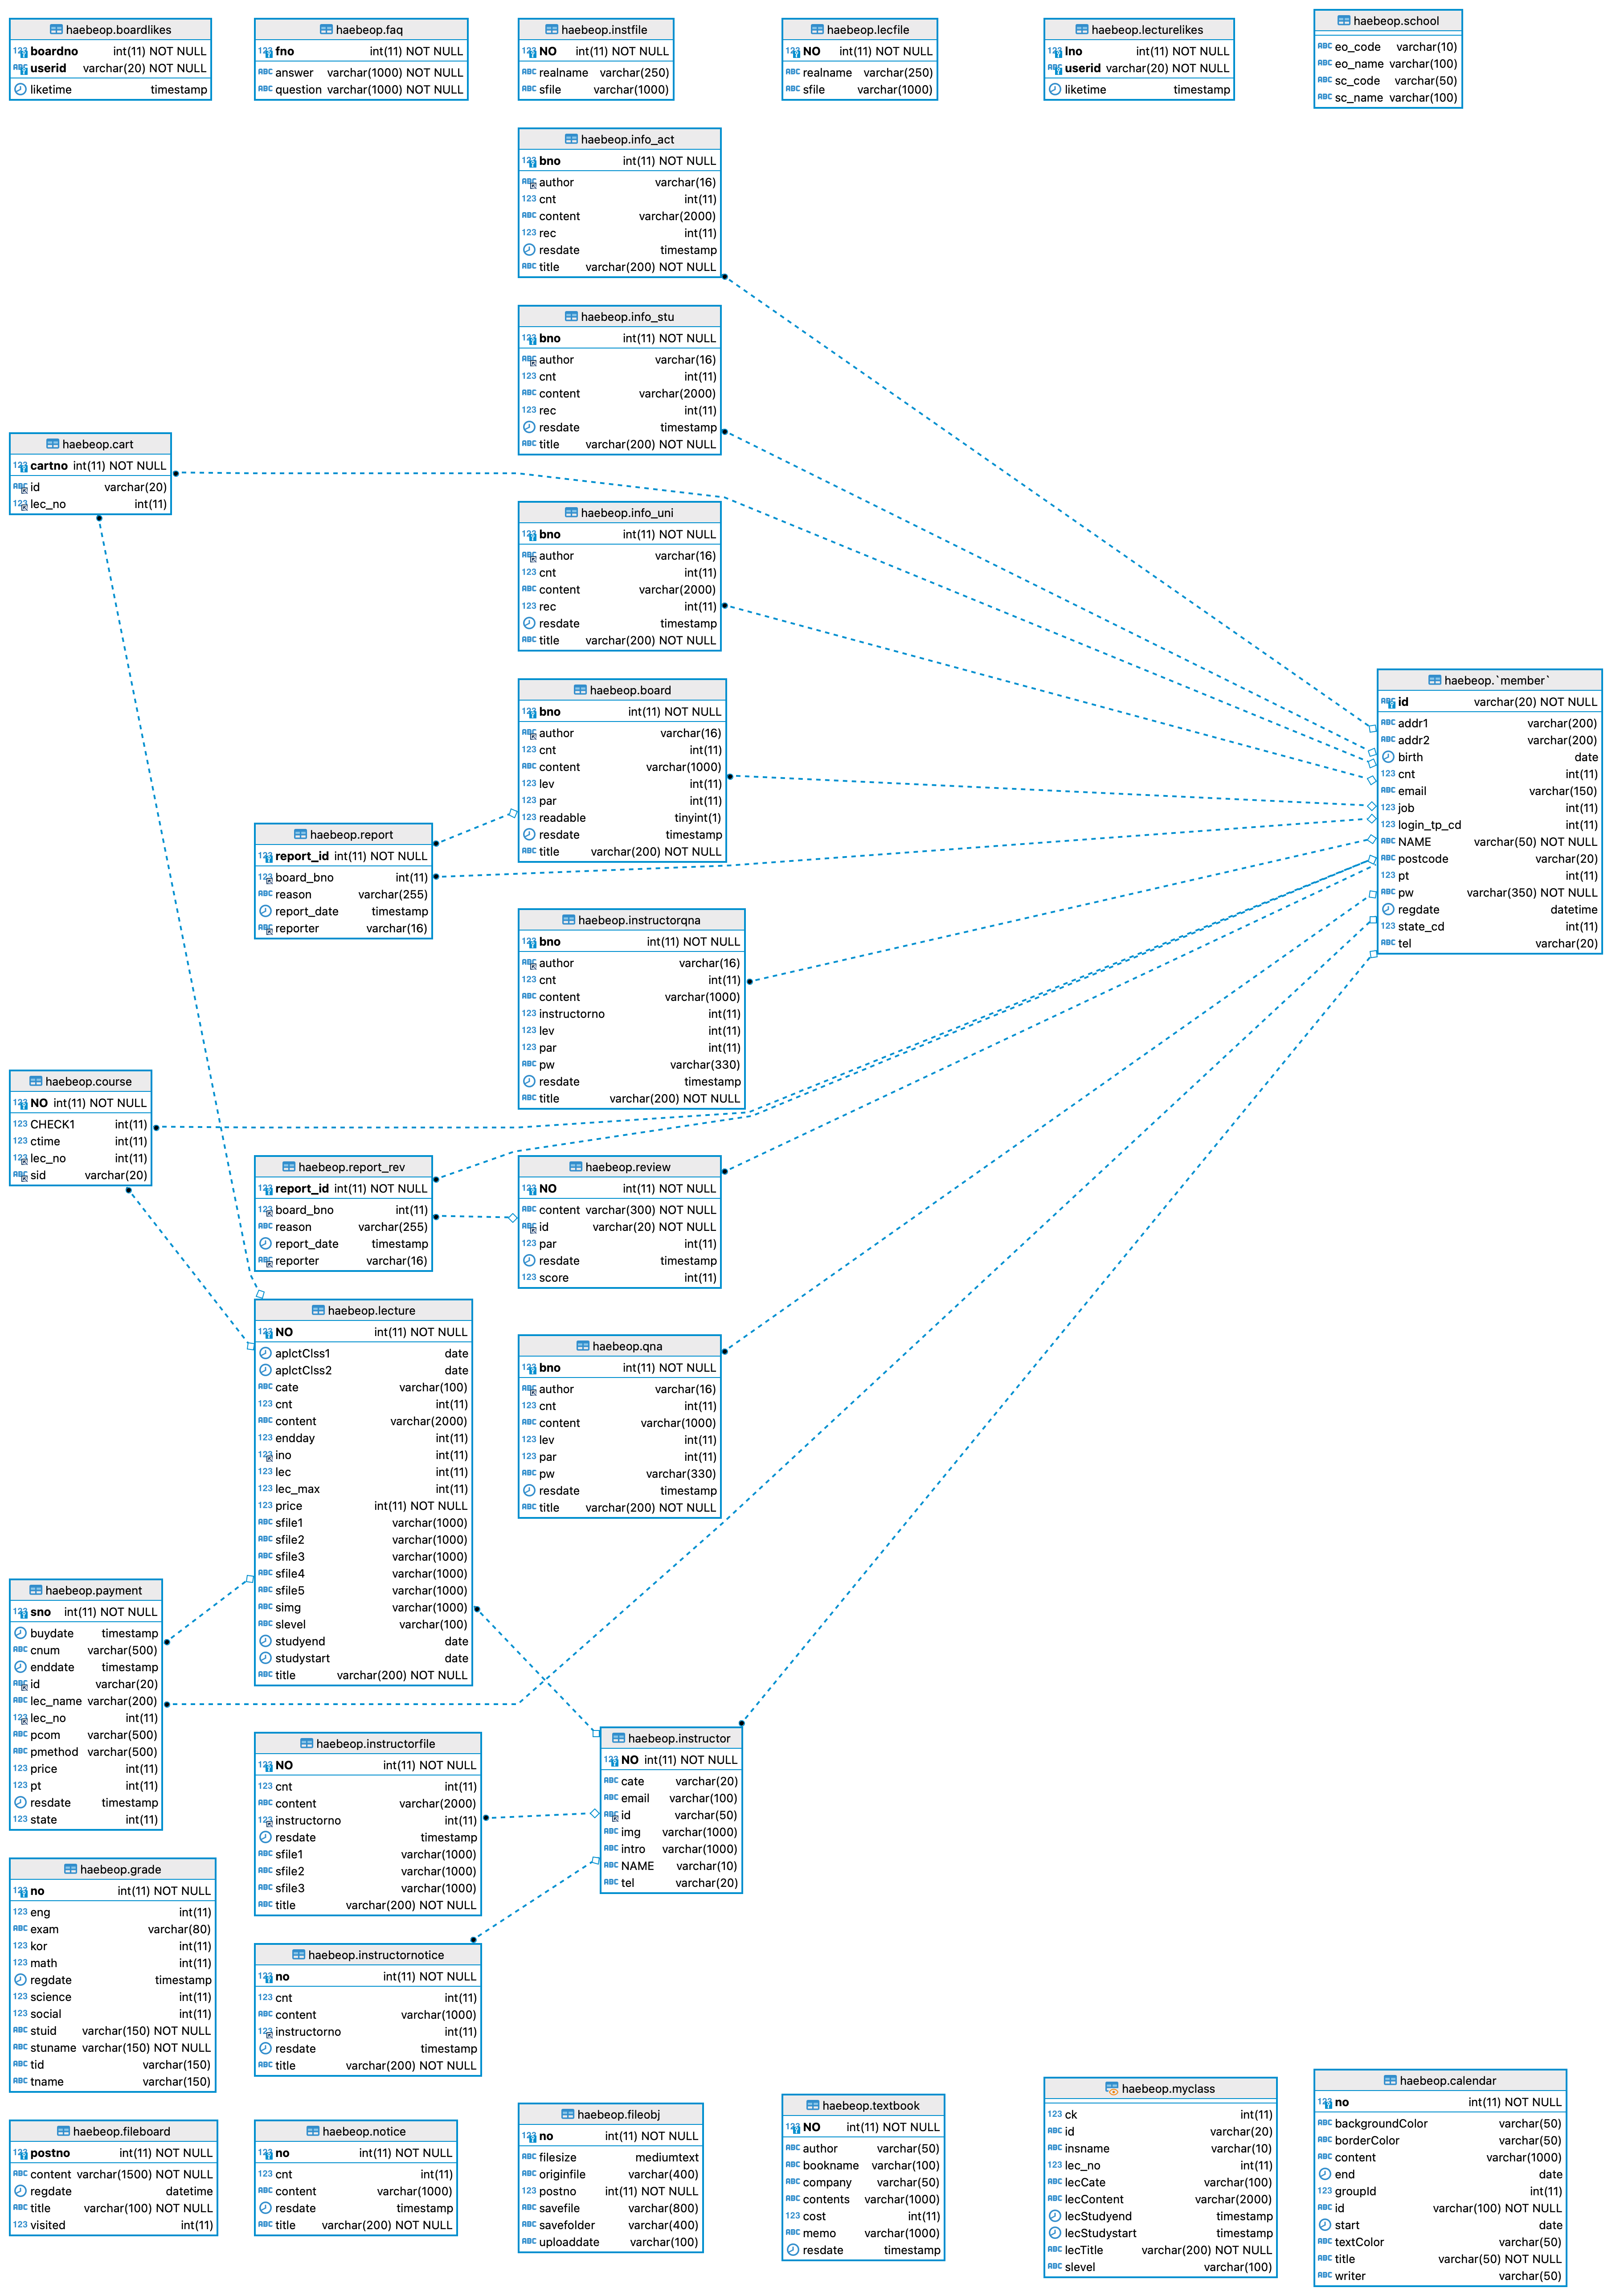 haebeop.boardlikes
boardno int(11) NOT NULL
userid varchar(20) NOT NULL
liketime timestamp
haebeop.faq
fno int(11) NOT NULL
answer varchar(1000) NOT NULL
question varchar(1000) NOT NULL
haebeop.instfile
NO int(11) NOT NULL
realname varchar(250)
sfile varchar(1000)
haebeop.lecfile
NO int(11) NOT NULL
realname varchar(250)
sfile varchar(1000)
haebeop.lecturelikes
lno int(11) NOT NULL
userid varchar(20) NOT NULL
liketime timestamp
haebeop.school
eo_code varchar(10)
eo_name varchar(100)
sc_code varchar(50)
sc_name varchar(100)
haebeop.info_act
bno int(11) NOT NULL
author varchar(16)
cnt int(11)
content varchar(2000)
rec int(11)
resdate timestamp
title varchar(200) NOT NULL
haebeop.info_stu
bno int(11) NOT NULL
author varchar(16)
cnt int(11)
content varchar(2000)
rec int(11)
resdate timestamp
title varchar(200) NOT NULL
haebeop.cart
cartno int(11) NOT NULL
id varchar(20)
lec_no int(11)
haebeop.info_uni
bno int(11) NOT NULL
author varchar(16)
cnt int(11)
content varchar(2000)
rec int(11)
resdate timestamp
title varchar(200) NOT NULL
haebeop.`member`
id varchar(20) NOT NULL
addr1 varchar(200)
addr2 varchar(200)
birth date
cnt int(11)
email varchar(150)
job int(11)
login_tp_cd int(11)
NAME varchar(50) NOT NULL
postcode varchar(20)
pt int(11)
pw varchar(350) NOT NULL
regdate datetime
state_cd int(11)
tel varchar(20)
haebeop.board
bno int(11) NOT NULL
author varchar(16)
cnt int(11)
content varchar(1000)
lev int(11)
par int(11)
readable tinyint(1)
resdate timestamp
title varchar(200) NOT NULL
haebeop.report
report_id int(11) NOT NULL
board_bno int(11)
reason varchar(255)
report_date timestamp
reporter varchar(16)
haebeop.instructorqna
bno int(11) NOT NULL
author varchar(16)
cnt int(11)
content varchar(1000)
instructorno int(11)
lev int(11)
par int(11)
pw varchar(330)
resdate timestamp
title varchar(200) NOT NULL
haebeop.course
NO int(11) NOT NULL
CHECK1 int(11)
ctime int(11)
lec_no int(11)
sid varchar(20)
haebeop.report_rev
report_id int(11) NOT NULL
board_bno int(11)
reason varchar(255)
report_date timestamp
reporter varchar(16)
haebeop.review
NO int(11) NOT NULL
content varchar(300) NOT NULL
id varchar(20) NOT NULL
par int(11)
resdate timestamp
score int(11)
haebeop.lecture
NO int(11) NOT NULL
aplctClss1 date
aplctClss2 date
cate varchar(100)
cnt int(11)
content varchar(2000)
endday int(11)
ino int(11)
lec int(11)
lec_max int(11)
price int(11) NOT NULL
sfile1 varchar(1000)
sfile2 varchar(1000)
sfile3 varchar(1000)
sfile4 varchar(1000)
sfile5 varchar(1000)
simg varchar(1000)
slevel varchar(100)
studyend date
studystart date
title varchar(200) NOT NULL
haebeop.qna
bno int(11) NOT NULL
author varchar(16)
cnt int(11)
content varchar(1000)
lev int(11)
par int(11)
pw varchar(330)
resdate timestamp
title varchar(200) NOT NULL
haebeop.payment
sno int(11) NOT NULL
buydate timestamp
cnum varchar(500)
enddate timestamp
id varchar(20)
lec_name varchar(200)
lec_no int(11)
pcom varchar(500)
pmethod varchar(500)
price int(11)
pt int(11)
resdate timestamp
state int(11)
haebeop.instructorfile
NO int(11) NOT NULL
cnt int(11)
content varchar(2000)
instructorno int(11)
resdate timestamp
sfile1 varchar(1000)
sfile2 varchar(1000)
sfile3 varchar(1000)
title varchar(200) NOT NULL
haebeop.instructor
NO int(11) NOT NULL
cate varchar(20)
email varchar(100)
id varchar(50)
img varchar(1000)
intro varchar(1000)
NAME varchar(10)
tel varchar(20)
haebeop.grade
no int(11) NOT NULL
eng int(11)
exam varchar(80)
kor int(11)
math int(11)
regdate timestamp
science int(11)
social int(11)
stuid varchar(150) NOT NULL
stuname varchar(150) NOT NULL
tid varchar(150)
tname varchar(150)
haebeop.instructornotice
no int(11) NOT NULL
cnt int(11)
content varchar(1000)
instructorno int(11)
resdate timestamp
title varchar(200) NOT NULL
haebeop.fileboard
postno int(11) NOT NULL
content varchar(1500) NOT NULL
regdate datetime
title varchar(100) NOT NULL
visited int(11)
haebeop.notice
no int(11) NOT NULL
cnt int(11)
content varchar(1000)
resdate timestamp
title varchar(200) NOT NULL
haebeop.fileobj
no int(11) NOT NULL
filesize mediumtext
originfile varchar(400)
postno int(11) NOT NULL
savefile varchar(800)
savefolder varchar(400)
uploaddate varchar(100)
haebeop.textbook
NO int(11) NOT NULL
author varchar(50)
bookname varchar(100)
company varchar(50)
contents varchar(1000)
cost int(11)
memo varchar(1000)
resdate timestamp
haebeop.myclass
ck int(11)
id varchar(20)
insname varchar(10)
lec_no int(11)
lecCate varchar(100)
lecContent varchar(2000)
lecStudyend timestamp
lecStudystart timestamp
lecTitle varchar(200) NOT NULL
slevel varchar(100)
haebeop.calendar
no int(11) NOT NULL
backgroundColor varchar(50)
borderColor varchar(50)
content varchar(1000)
end date
groupId int(11)
id varchar(100) NOT NULL
start date
textColor varchar(50)
title varchar(50) NOT NULL
writer varchar(50)